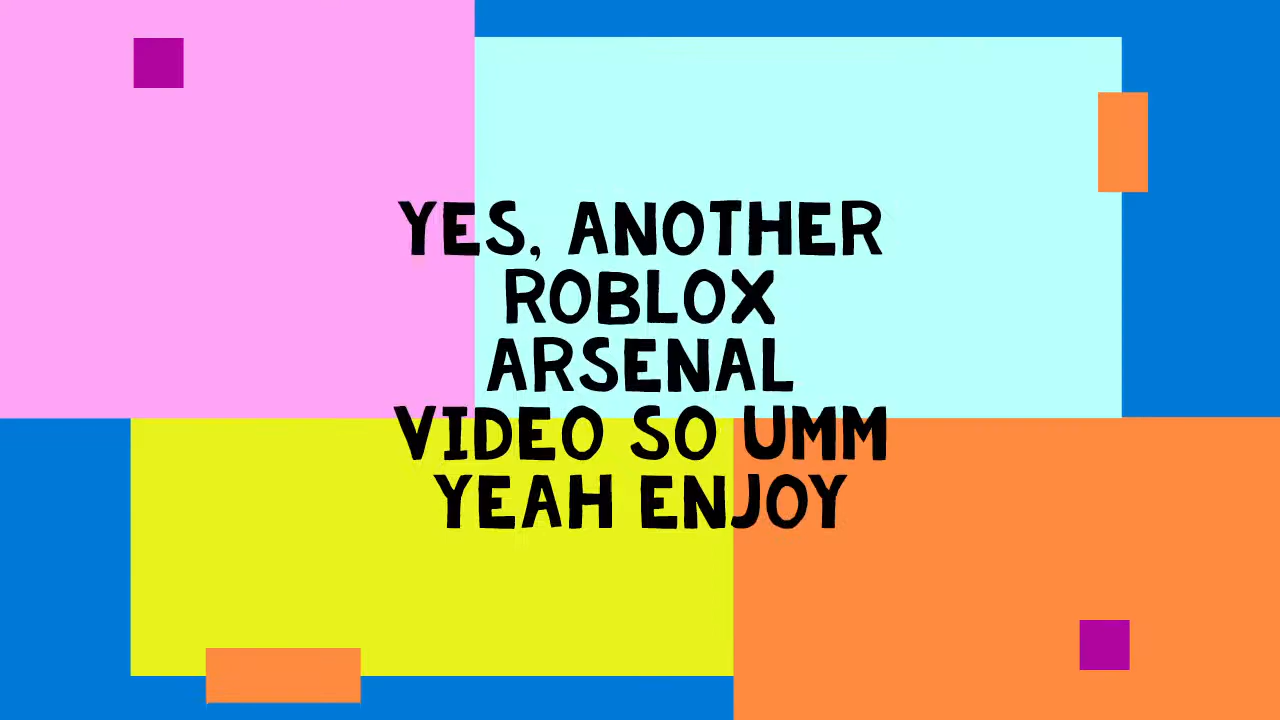 YES, ANOTHER
ROBLOX
ARSENAL
VIDEO SO UMM
YEAH ENJOY